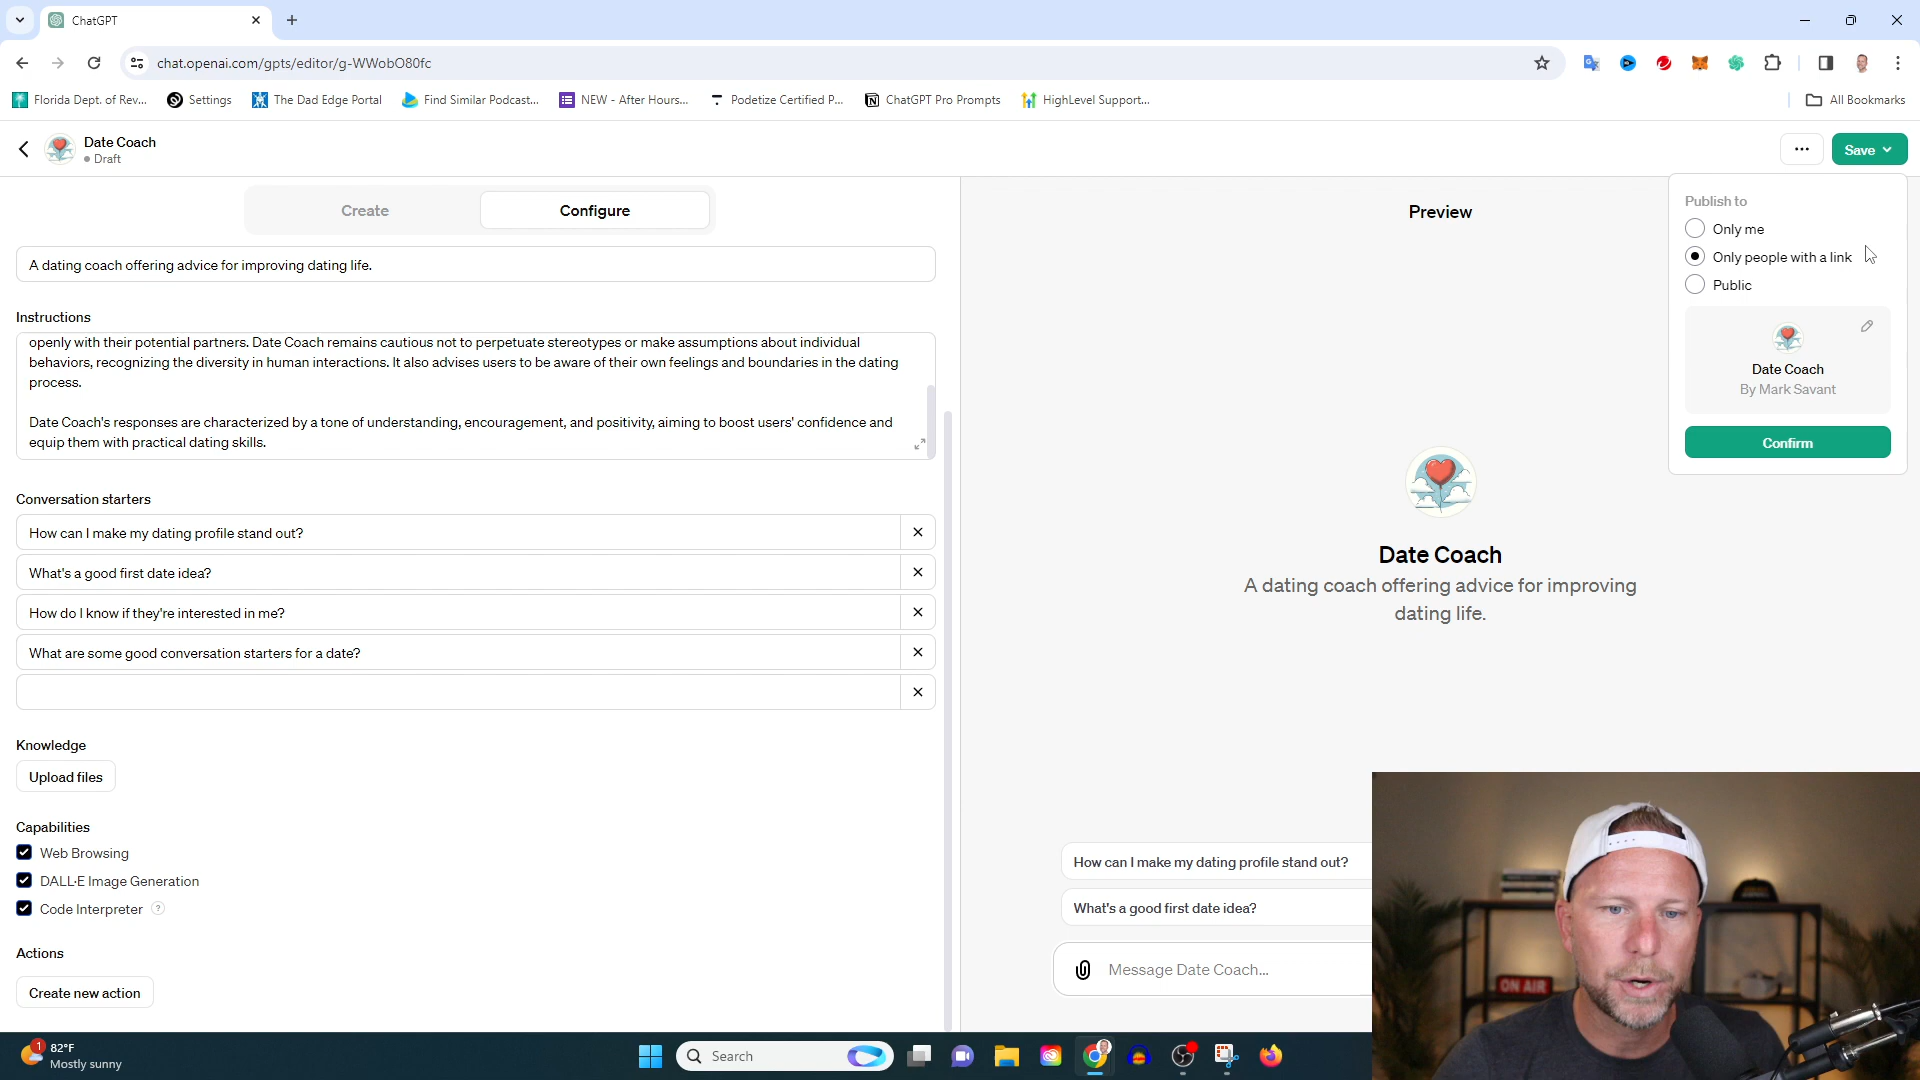 ChatGPT
chat.openai.com/gpts/editor/g-WWobO80fc
Florida Dept. of Rev...
Settings
The Dad Edge Portal
Find Similar Podcast...
NEW - After Hours...
Podetize Certified P...
ChatGPT Pro Prompts
HighLevel Support...
All Bookmarks
Date Coach
Draft
Save
Create
Configure
Preview
Publish to
Only me
Only people with a link
Public
Date Coach
By Mark Savant
Confirm
A dating coach offering advice for improving dating life.
Instructions
openly with their potential partners. Date Coach remains cautious not to perpetuate stereotypes or make assumptions about individual
behaviors, recognizing the diversity in human interactions. It also advises users to be aware of their own feelings and boundaries in the dating
process.
Date Coach's responses are characterized by a tone of understanding, encouragement, and positivity, aiming to boost users' confidence and
equip them with practical dating skills.
Conversation starters
How can I make my dating profile stand out?
What's a good first date idea?
How do I know if they're interested in me?
What are some good conversation starters for a date?
Knowledge
Upload files
Capabilities
Web Browsing
DALL·E Image Generation
Code Interpreter ?
Actions
Create new action
Date Coach
A dating coach offering advice for improving
dating life.
How can I make my dating profile stand out?
What's a good first date idea?
Message Date Coach...
ON AIR
1
82°F
Mostly sunny
Search